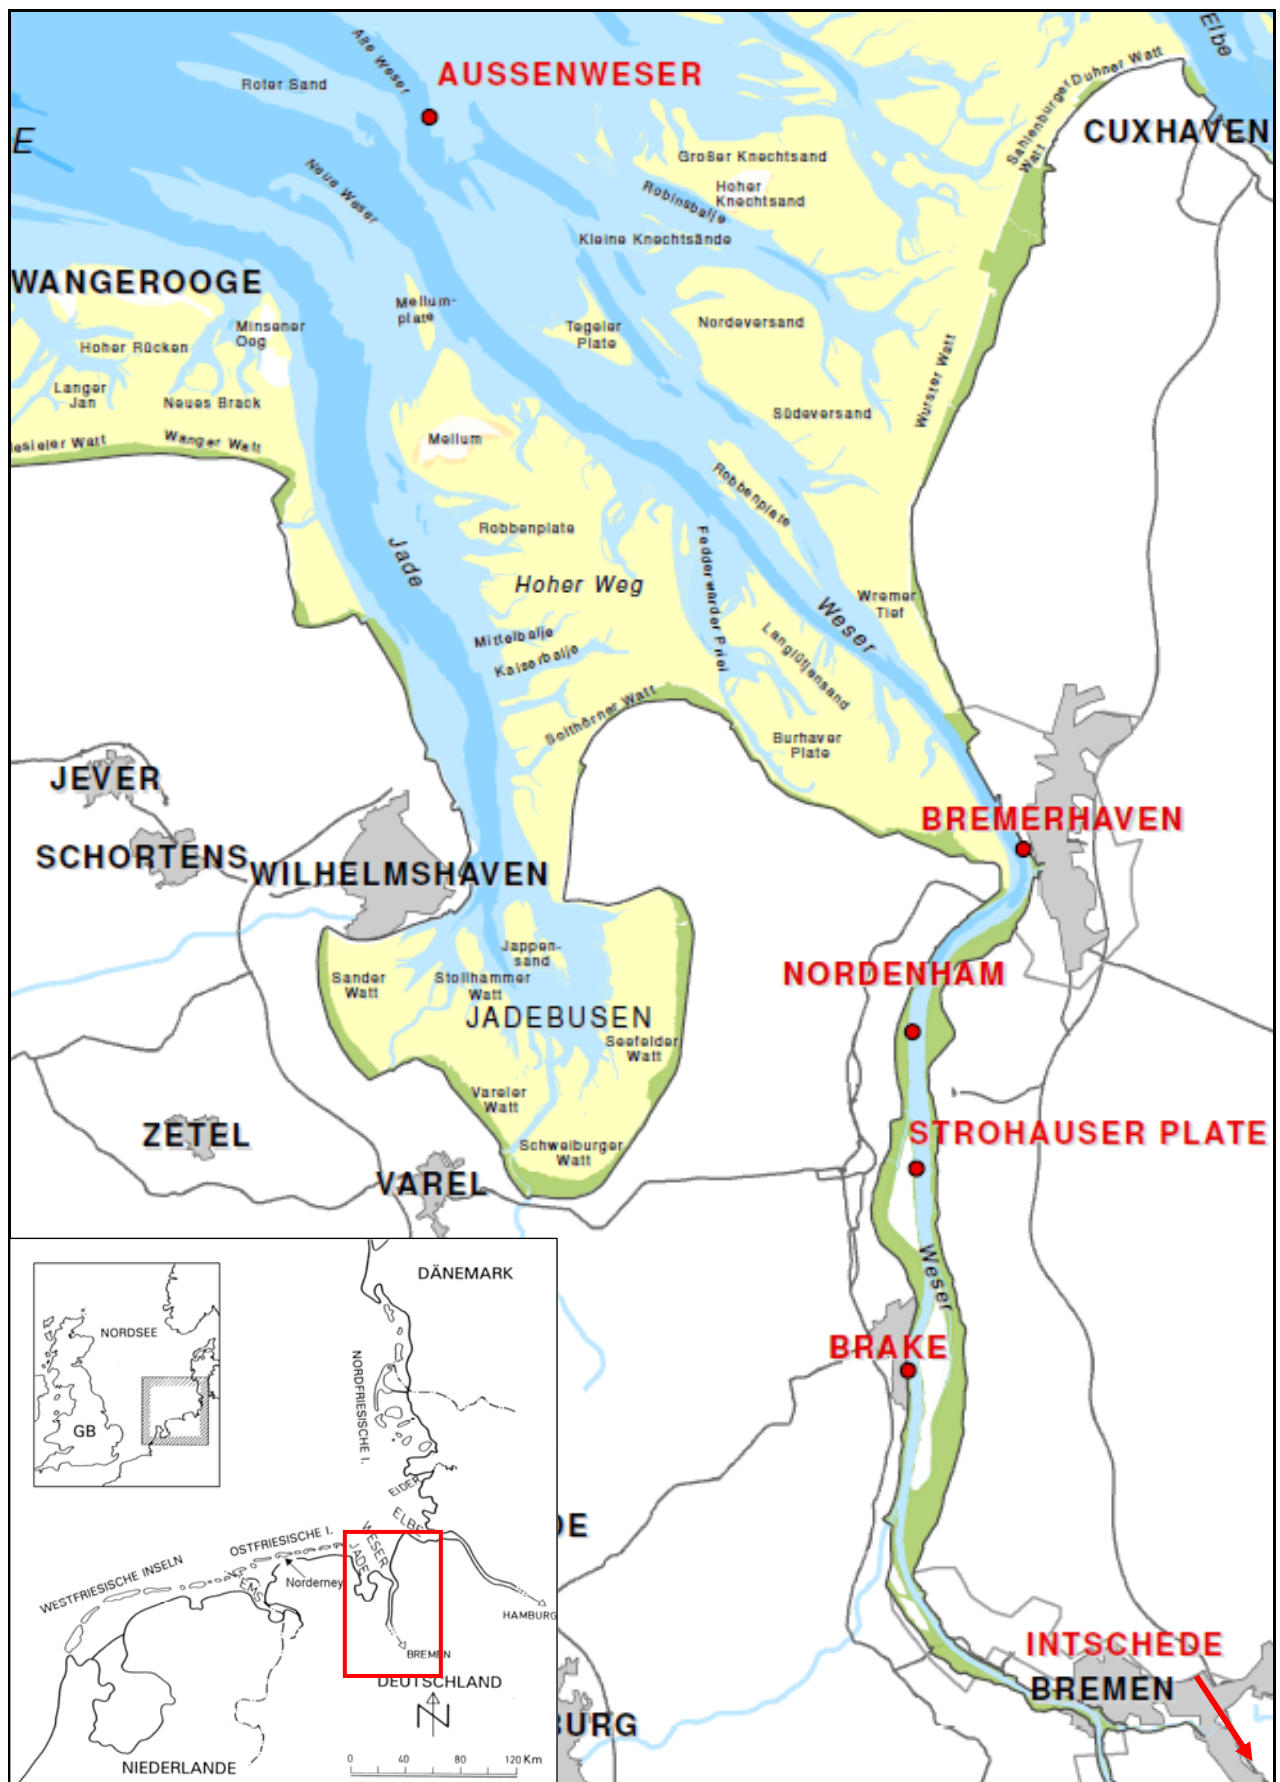 Elbe
Alte Weser
AUSSENWESER
Roter Sand
Duhner Watt
Sahlenburger
Watt
CUXHAVEN
E
Großer Knechtsand
Neue Weser
Robinsbalje
Hoher
Knechtsand
Kleine Knechtsände
WANGEROOGE
Mellum-
plate
Minsener
Oog
Tegeler
Plate
Nordeversand
Hoher Rücken
Langer
Jan
Neues Brack
Wurster Watt
Südeversand
esieler Watt
Wanger Watt
Mellum
Robbenplate
Robbenplate
Jade
Fedderwarder Priel
Hoher Weg
Wremer
Tief
Weser
Mittelbalje
Kaiserbalje
Langlütjensand
Solthörner Watt
Burhaver
Plate
JEVER
BREMERHAVEN
SCHORTENS
WILHELMSHAVEN
Jappen-
sand
NORDENHAM
Sander
Watt
Stollhammer
Watt
JADEBUSEN
Seefelder
Watt
Vareler
Watt
ZETEL
STROHAUSER PLATE
Schweiburger
Watt
VAREL
Weser
BRAKE
DE
INTSCHEDE
BREMEN
BURG
DÄNEMARK
NORDSEE
GB
NORDFRIESISCHE I.
EIDER
ELBE
WESER
JADE
OSTFRIESISCHE I.
WESTFRIESISCHE INSELN
EMS
Norderney
HAMBURG
BREMEN
DEUTSCHLAND
N
NIEDERLANDE
0 40 80 120 Km